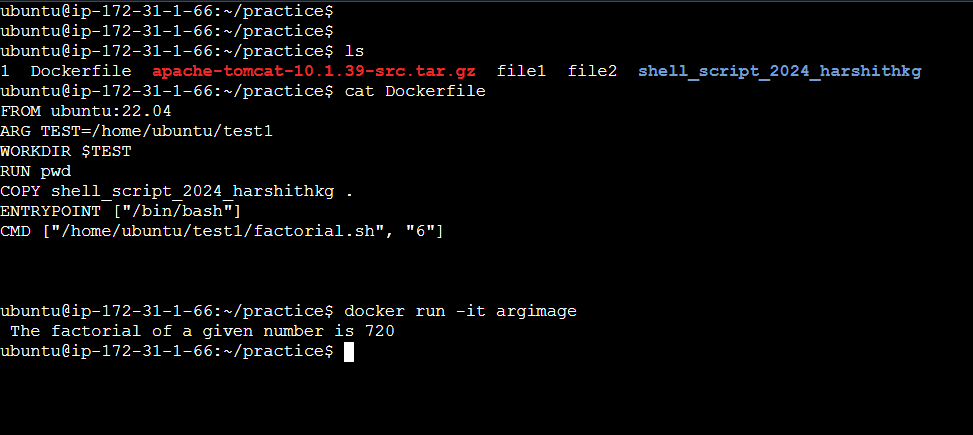 ubuntu@ip-172-31-1-66:~/practice$
ubuntu@ip-172-31-1-66:~/practice$
ubuntu@ip-172-31-1-66:~/practice$ ls
1  Dockerfile  apache-tomcat-10.1.39-src.tar.gz  file1  file2  shell_script_2024_harshithkg
ubuntu@ip-172-31-1-66:~/practice$ cat Dockerfile
FROM ubuntu:22.04
ARG TEST=/home/ubuntu/test1
WORKDIR $TEST
RUN pwd
COPY shell_script_2024_harshithkg .
ENTRYPOINT ["/bin/bash"]
CMD ["/home/ubuntu/test1/factorial.sh", "6"]
ubuntu@ip-172-31-1-66:~/practice$ docker run -it argimage
 The factorial of a given number is 720
ubuntu@ip-172-31-1-66:~/practice$